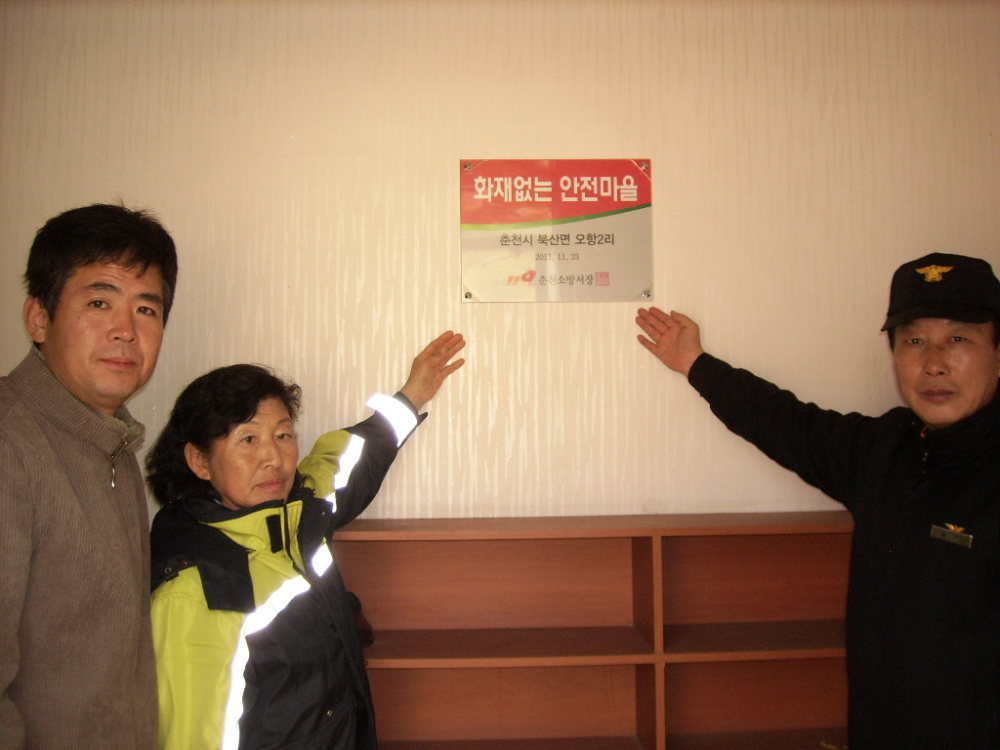 화재없는 안전마을
춘천시 북산면 오항2리
2011. 11. 23
119 춘천소방서장